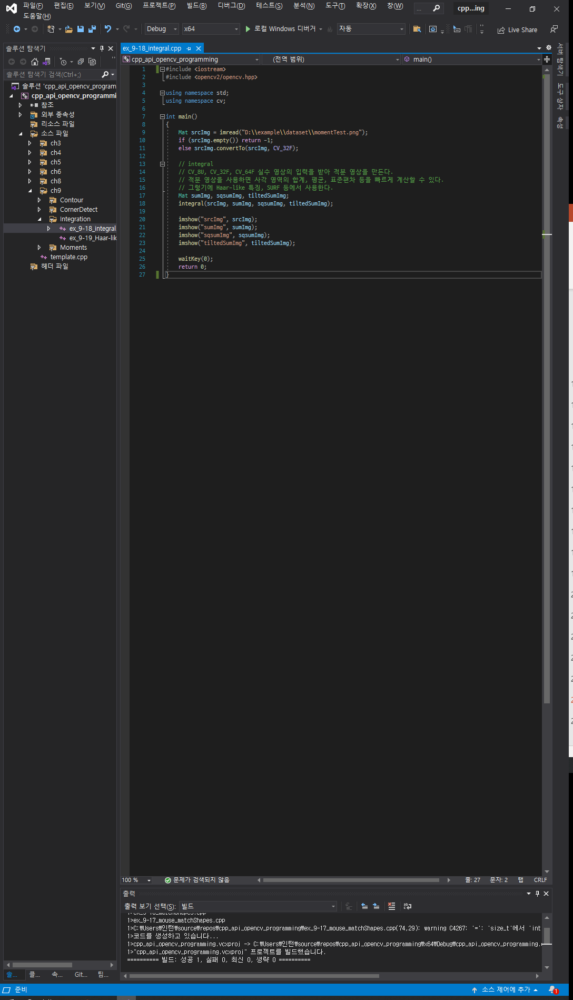 파일(F) 편집(E) 보기(V) Git(G) 프로젝트(P) 빌드(B) 디버그(D) 테스트(S) 분석(N) 도구(T) 확장(X) 창(W)
도움말(H)
... cpp...ing
Debug x64 로컬 Windows 디버거 자동 Live Share
솔루션 탐색기
솔루션 탐색기 검색(Ctrl+;)
솔루션 'cpp_api_opencv_program
cpp_api_opencv_programmi
참조
외부 종속성
리소스 파일
소스 파일
ch3
ch4
ch5
ch6
ch8
ch9
Contour
CornerDetect
Integration
ex_9-18_integral
ex_9-19_Haar-lik
Moments
template.cpp
헤더 파일
솔... 클... 속... Git... 팀...
ex_9-18_integral.cpp
cpp_api_opencv_programming (전역 범위) main()
1 #include <iostream>
2 #include <opencv2/opencv.hpp>
3
4 using namespace std;
5 using namespace cv;
6
7 int main()
8 {
9 Mat srcImg = imread("D:\\example\\dataset\\momentTest.png");
10 if (srcImg.empty()) return -1;
11 else srcImg.convertTo(srcImg, CV_32F);
12
13 // integral
14 // CV_8U, CV_32F, CV_64F 실수 영상의 입력을 받아 적분 영상을 만든다.
15 // 적분 영상을 사용하면 사각 영역의 합계, 평균, 표준편차 등을 빠르게 계산할 수 있다.
16 // 그렇기에 Haar-like 특징, SURF 등에서 사용한다.
17 Mat sumImg, sqsumImg, tiltedSumImg;
18 integral(srcImg, sumImg, sqsumImg, tiltedSumImg);
19
20 imshow("srcImg", srcImg);
21 imshow("sumImg", sumImg);
22 imshow("sqsumImg", sqsumImg);
23 imshow("tiltedSumImg", tiltedSumImg);
24
25 waitKey(0);
26 return 0;
27 }
서버 탐색기
도구 상자
속성
100 % 문제가 검색되지 않음 줄: 27 문자: 2 탭 CRLF
출력
출력 보기 선택(S): 빌드
1>ex_9-17_mouse_matchShapes.cpp
1>C:₩Users₩인턴₩source₩repos₩cpp_api_opencv_programming₩ex_9-17_mouse_matchShapes.cpp(74,29): warning C4267: '=': 'size_t'에서 'int
1>코드를 생성하고 있습니다...
1>cpp_api_opencv_programming.vcxproj -> C:₩Users₩인턴₩source₩repos₩cpp_api_opencv_programming₩x64₩Debug₩cpp_api_opencv_programming.
1>"cpp_api_opencv_programming.vcxproj" 프로젝트를 빌드했습니다.
========== 빌드: 성공 1, 실패 0, 최신 0, 생략 0 ==========
준비 소스 제어에 추가 1